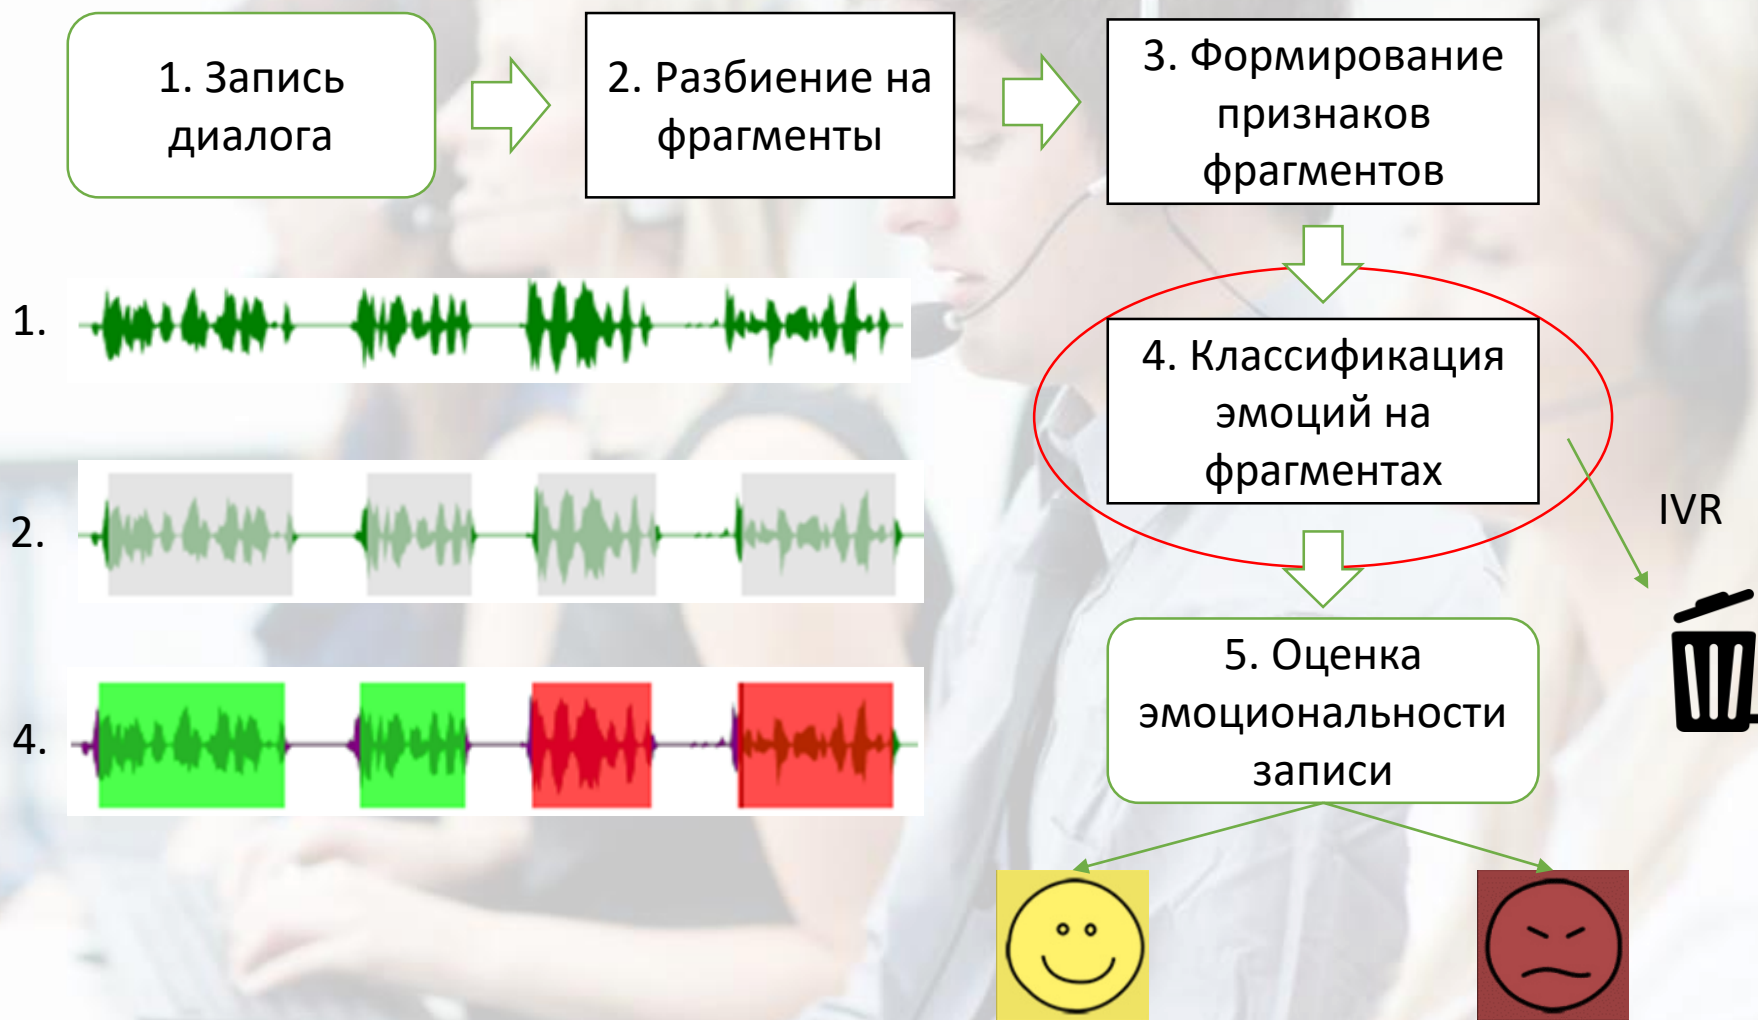 1. Запись
диалога
2. Разбиение на
фрагменты
3. Формирование
признаков
фрагментов
1.
4. Классификация
эмоций на
фрагментах
IVR
2.
5. Оценка
эмоциональности
записи
4.